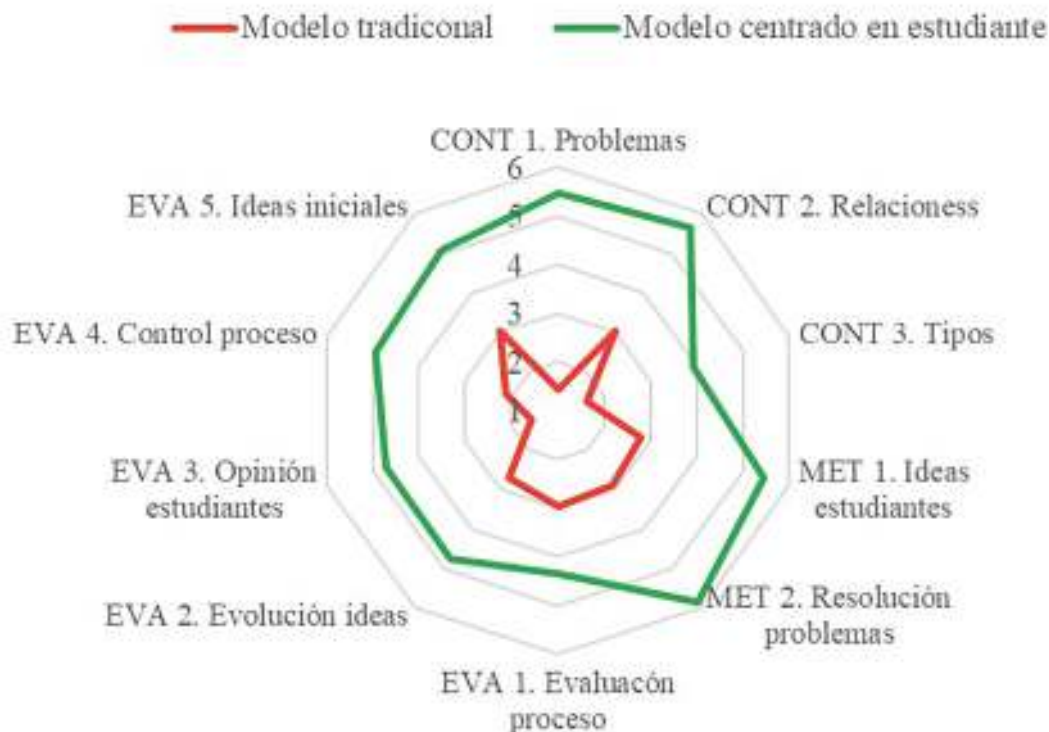 Modelo tradiconal
Modelo centrado en estudiante
CONT 1. Problemas
6
EVA 5. Ideas iniciales
CONT 2. Relacioness
5
4
EVA 4. Control proceso
3
CONT 3. Tipos
2
1
EVA 3. Opinión
estudiantes
MET 1. Ideas
estudiantes
EVA 2. Evolución ideas
MET 2. Resolución
problemas
EVA 1. Evaluacón
proceso